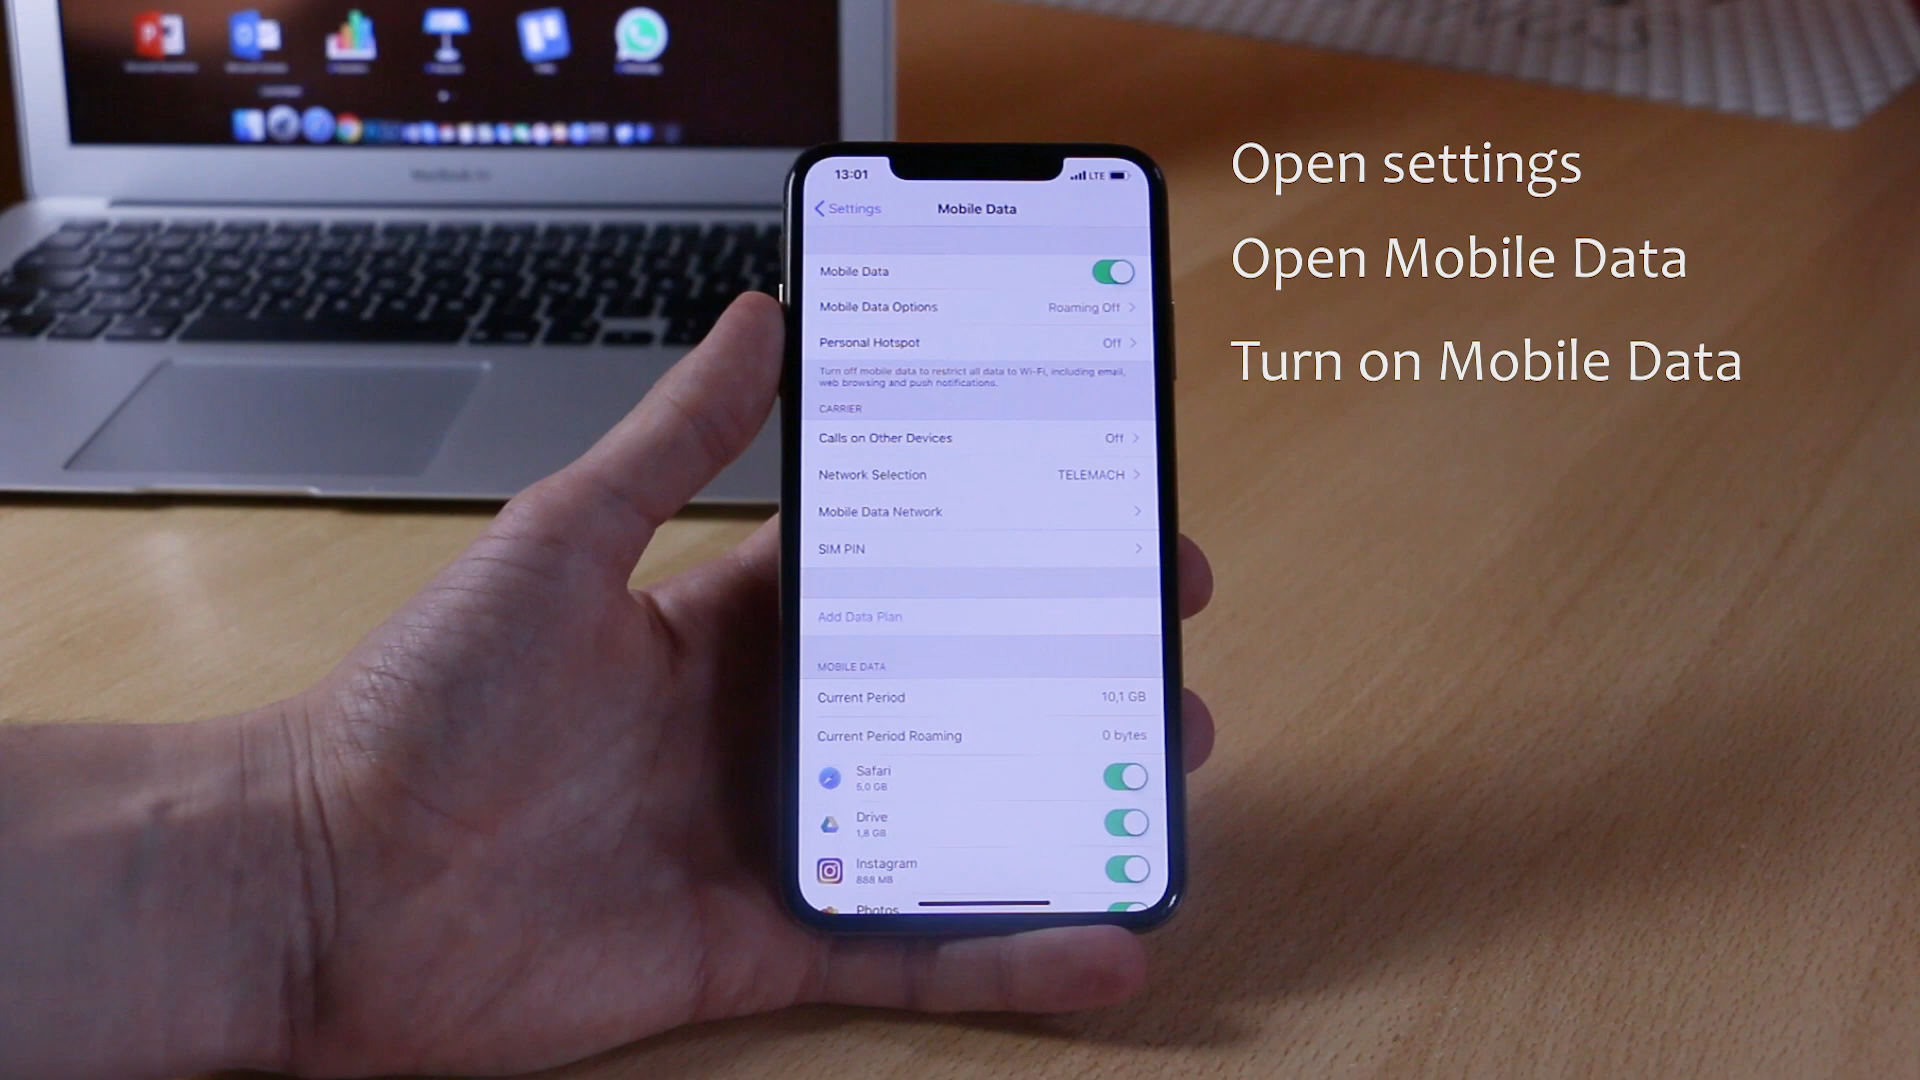 Open settings
Open Mobile Data
Turn on Mobile Data
13:01 LTE
Settings Mobile Data
Mobile Data
Mobile Data Options Roaming Off
Personal Hotspot Off
Turn off mobile data to restrict all data to Wi-Fi, including email,
web browsing and push notifications.
CARRIER
Calls on Other Devices Off
Network Selection TELEMACH
Mobile Data Network
SIM PIN
Add Data Plan
MOBILE DATA
Current Period 10,1 GB
Current Period Roaming 0 bytes
Safari
5,0 GB
Drive
1,8 GB
Instagram
888 MB
Photos